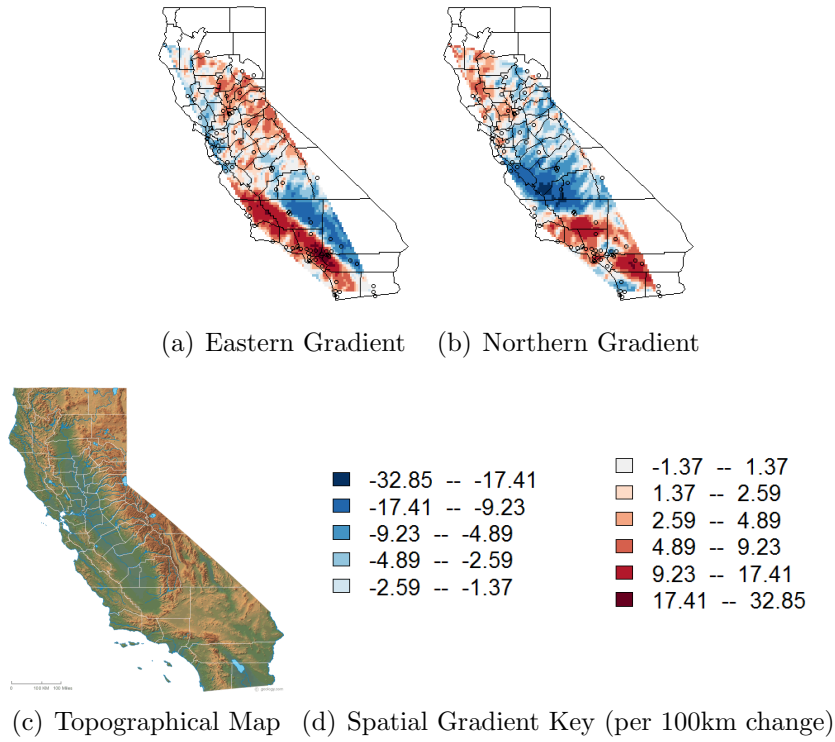 (a) Eastern Gradient (b) Northern Gradient
-32.85 -- -17.41
-17.41 -- -9.23
-9.23 -- -4.89
-4.89 -- -2.59
-2.59 -- -1.37
-1.37 -- 1.37
1.37 -- 2.59
2.59 -- 4.89
4.89 -- 9.23
9.23 -- 17.41
17.41 -- 32.85
(c) Topographical Map (d) Spatial Gradient Key (per 100km change)